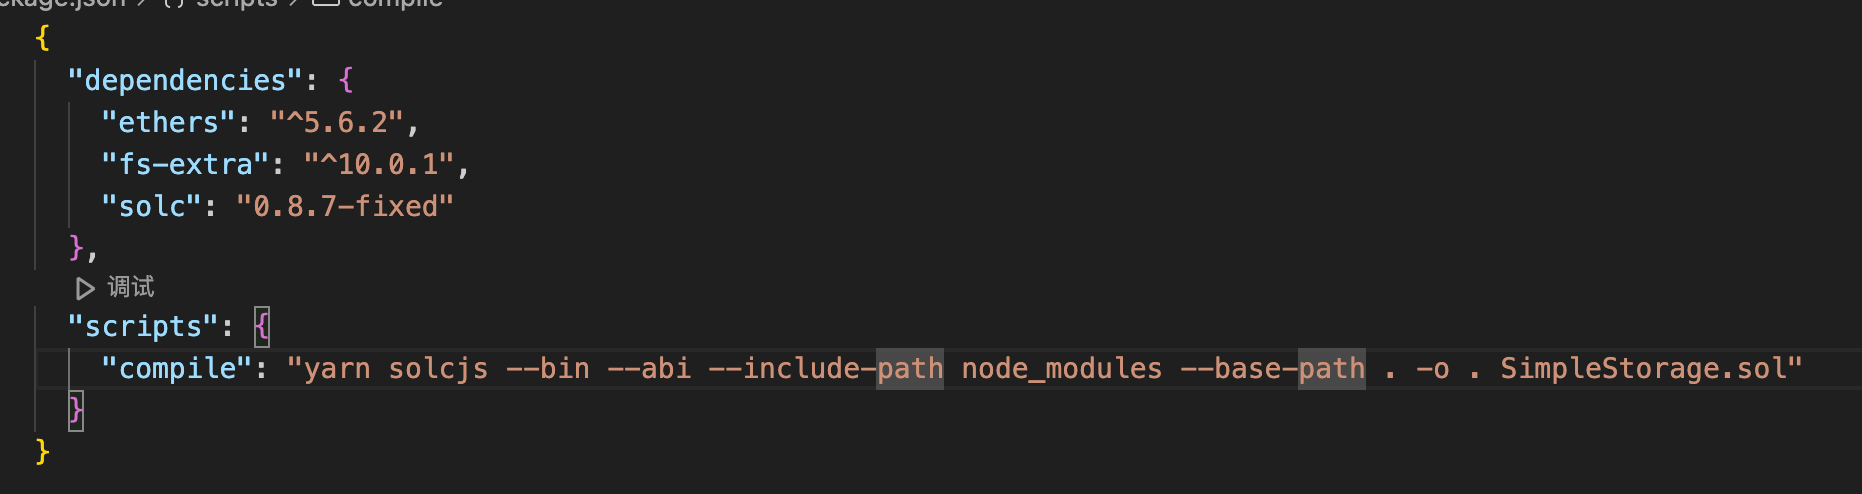 ckage.json > {} scripts > compile
{
"dependencies": {
"ethers": "^5.6.2",
"fs-extra": "^10.0.1",
"solc": "0.8.7-fixed"
},
调试
"scripts": {
"compile": "yarn solcjs --bin --abi --include-path node_modules --base-path . -o . SimpleStorage.sol"
}
}